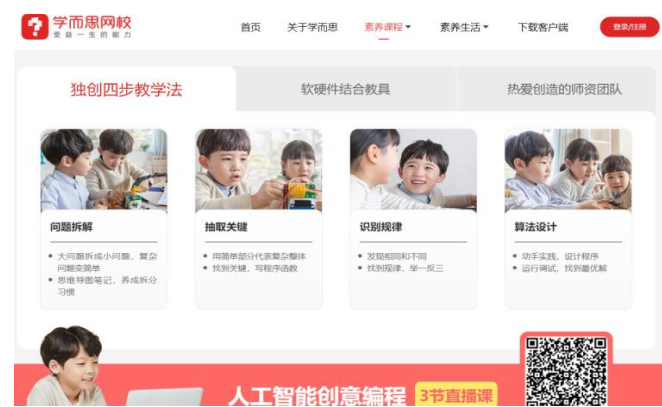 学而思网校
受益一生的能力
首页 关于学而思 素养课程 素养生活 下载客户端 登录/注册
独创四步教学法 软硬件结合教具 热爱创造的师资团队
问题拆解
大问题拆成小问题，复杂
问题变简单
思维导图笔记，养成拆分
习惯
抽取关键
用简单部分代表复杂整体
找到关键，写程序函数
识别规律
发现相同和不同
找到规律，举一反三
算法设计
动手实践，设计程序
运行调试，找到最优解
人工智能创意编程 3节直播课